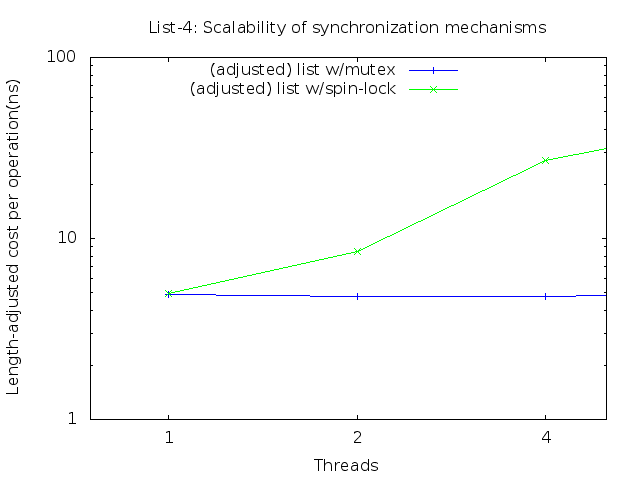 List-4: Scalability of synchronization mechanisms
100
(adjusted) list w/mutex
(adjusted) list w/spin-lock
Length-adjusted cost per operation(ns)
10
1
1 2 4
Threads